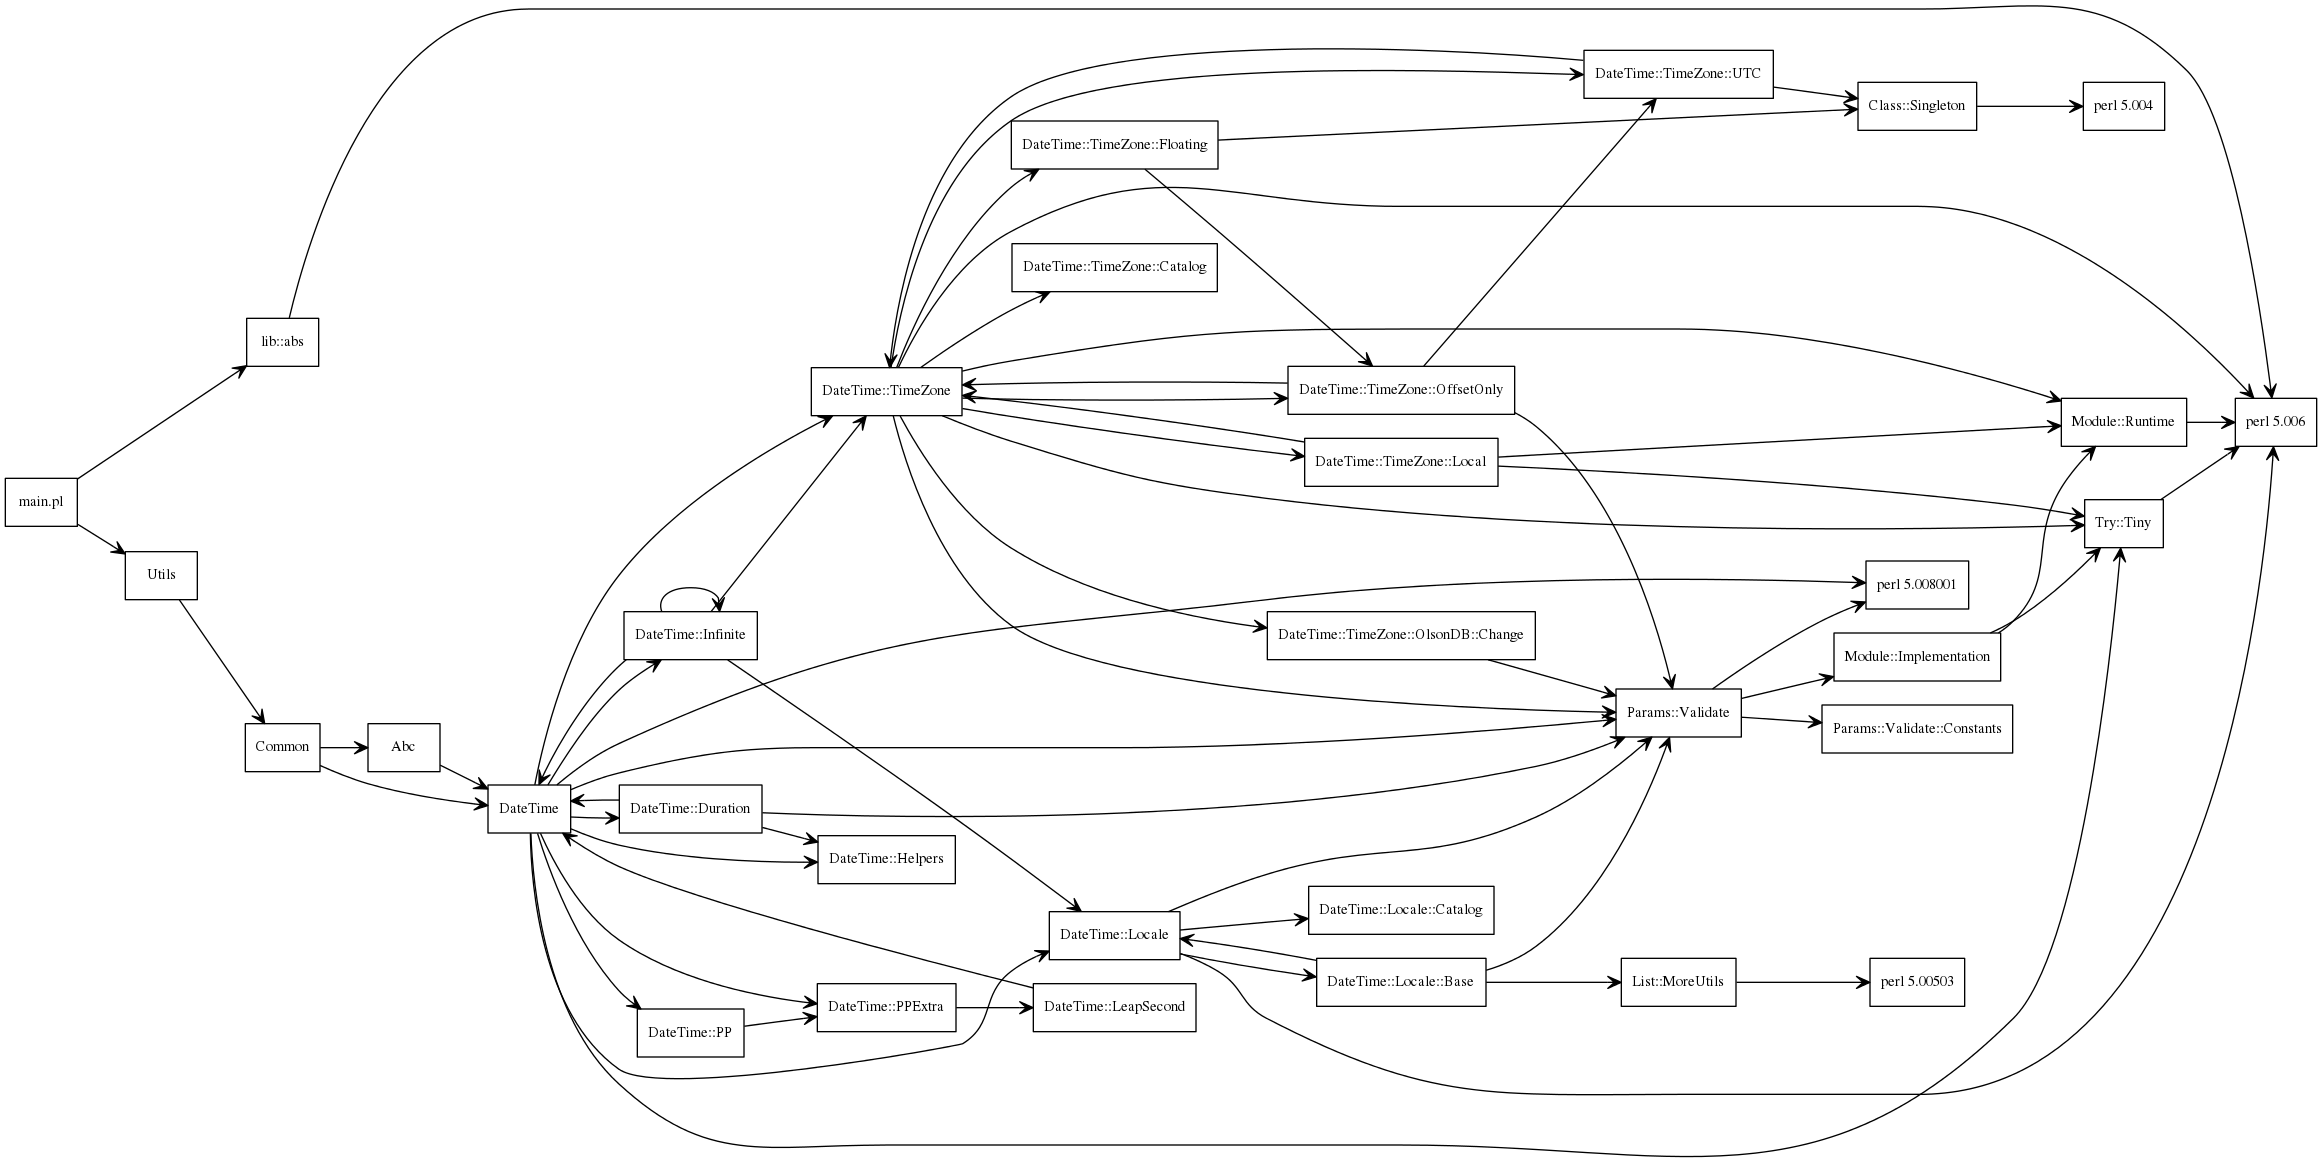 DateTime::TimeZone::UTC
Class::Singleton
perl 5.004
DateTime::TimeZone::Floating
DateTime::TimeZone::Catalog
lib::abs
DateTime::TimeZone
DateTime::TimeZone::OffsetOnly
Module::Runtime
perl 5.006
DateTime::TimeZone::Local
main.pl
Try::Tiny
Utils
perl 5.008001
DateTime::Infinite
DateTime::TimeZone::OlsonDB::Change
Module::Implementation
Params::Validate
Params::Validate::Constants
Common
Abc
DateTime
DateTime::Duration
DateTime::Helpers
DateTime::Locale::Catalog
DateTime::Locale
DateTime::Locale::Base
List::MoreUtils
perl 5.00503
DateTime::PPExtra
DateTime::LeapSecond
DateTime::PP